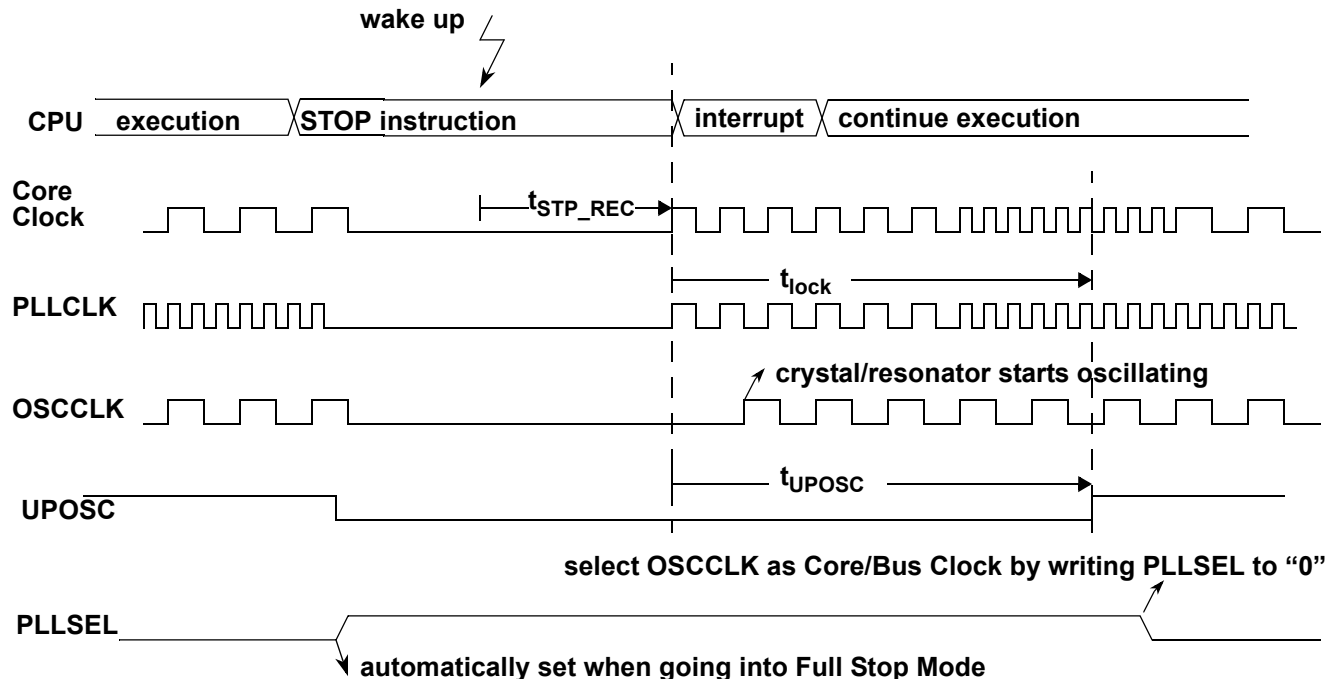 wake up
CPU execution STOP instruction interrupt continue execution
Core
Clock
tSTP_REC
tlock
PLLCLK
crystal/resonator starts oscillating
OSCCLK
tUPOSC
UPOSC
select OSCCLK as Core/Bus Clock by writing PLLSEL to “0”
PLLSEL
automatically set when going into Full Stop Mode